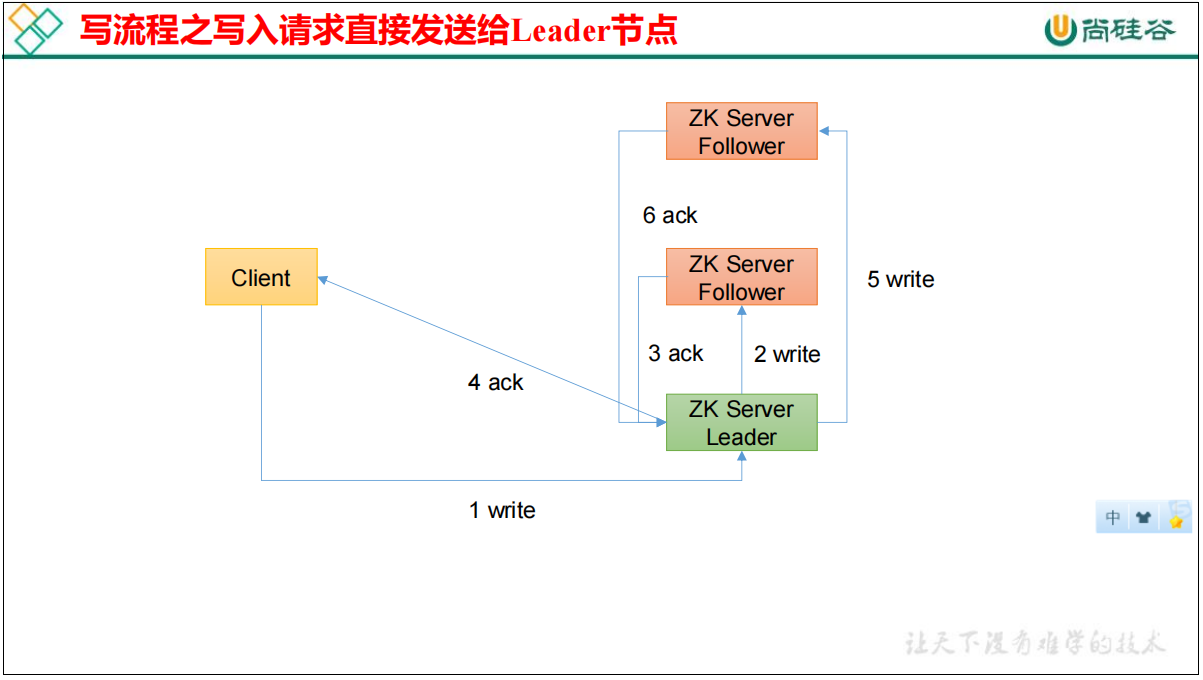 写流程之写入请求直接发送给Leader节点
尚硅谷
ZK Server
Follower
6 ack
Client
ZK Server
Follower
5 write
3 ack
2 write
4 ack
ZK Server
Leader
1 write
中
让天下没有难学的技术